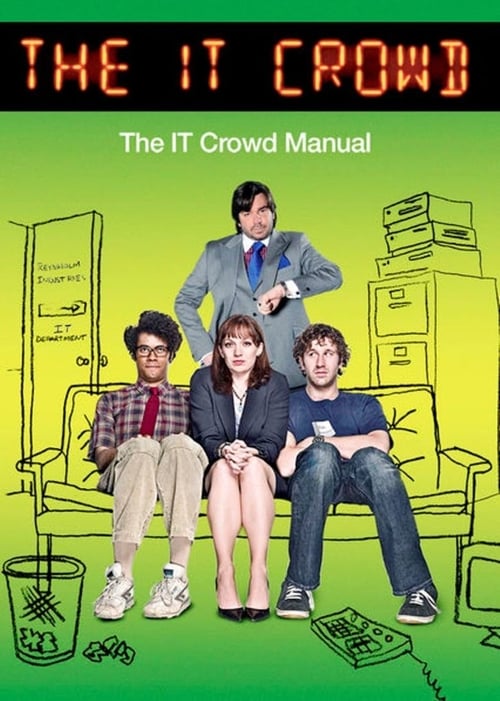 THE IT CROWD
The IT Crowd Manual
REYNHOLM
INDUSTRIES
IT
DEPARTMENT